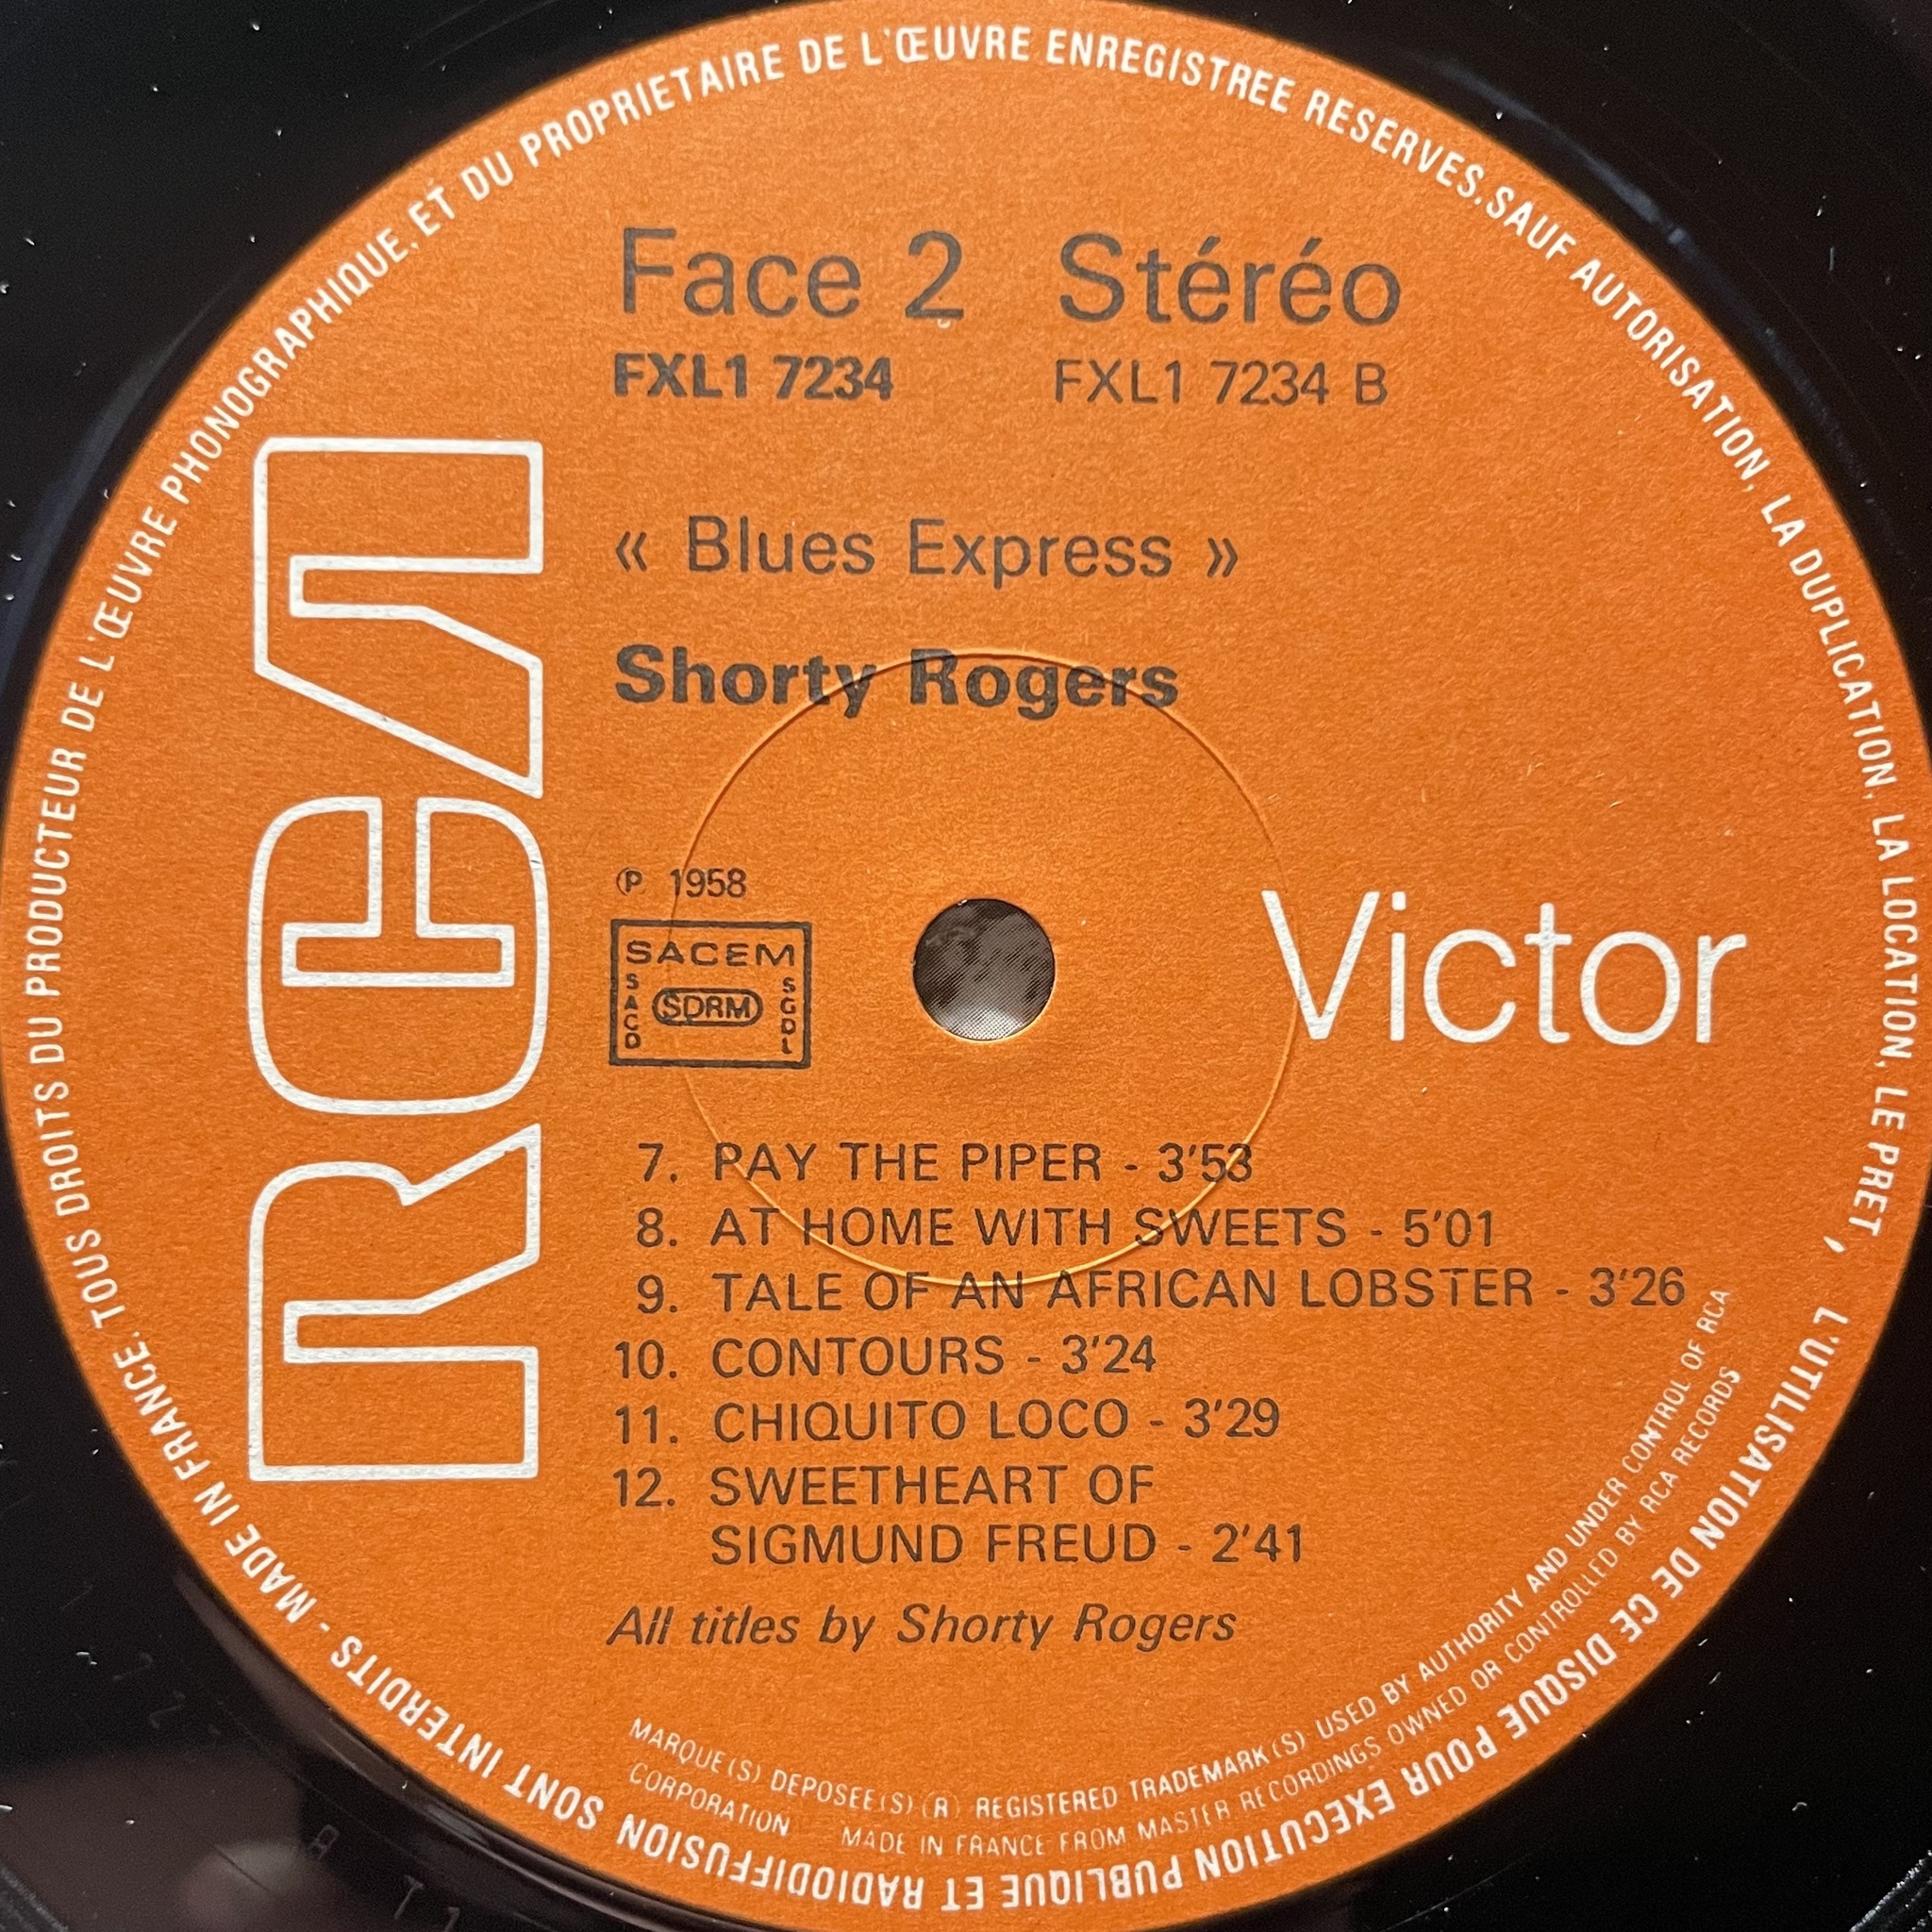 Face 2 Stéréo
FXL1 7234 FXL1 7234 B
« Blues Express »
Shorty Rogers
RCA
Ⓟ 1958
SACEM
SACD
SDRM
SGDL
Victor
7. PAY THE PIPER - 3'53
8. AT HOME WITH SWEETS - 5'01
9. TALE OF AN AFRICAN LOBSTER - 3'26
10. CONTOURS - 3'24
11. CHIQUITO LOCO - 3'29
12. SWEETHEART OF
SIGMUND FREUD - 2'41
All titles by Shorty Rogers
MARQUE(S) DEPOSEE(S) (R) REGISTERED TRADEMARK(S) USED BY AUTHORITY AND UNDER CONTROL OF RCA
CORPORATION MADE IN FRANCE FROM MASTER RECORDINGS OWNED OR CONTROLLED BY RCA RECORDS
MADE IN FRANCE. TOUS DROITS DU PRODUCTEUR DE L'ŒUVRE PHONOGRAPHIQUE, ET DU PROPRIETAIRE DE L'ŒUVRE ENREGISTREE RESERVES. SAUF AUTORISATION, LA DUPLICATION, LA LOCATION, LE PRET, L'UTILISATION DE CE DISQUE POUR EXECUTION PUBLIQUE ET RADIODIFFUSION SONT INTERDITS -